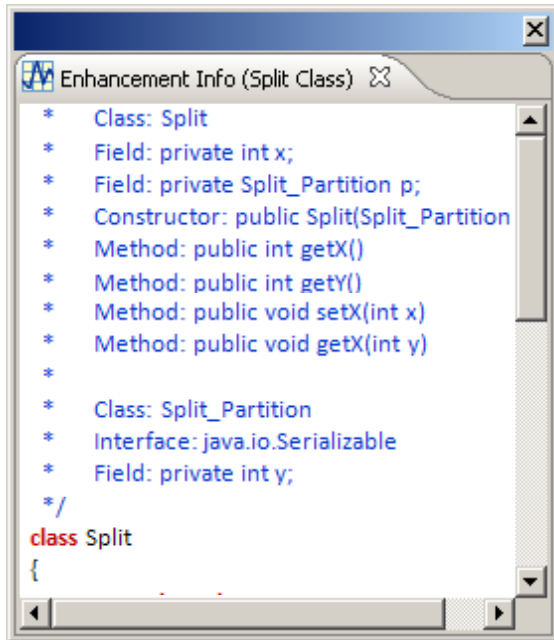 Enhancement Info (Split Class)
* Class: Split
* Field: private int x;
* Field: private Split_Partition p;
* Constructor: public Split(Split_Partition
* Method: public int getX()
* Method: public int getY()
* Method: public void setX(int x)
* Method: public void getX(int y)
*
* Class: Split_Partition
* Interface: java.io.Serializable
* Field: private int y;
*/
class Split
{